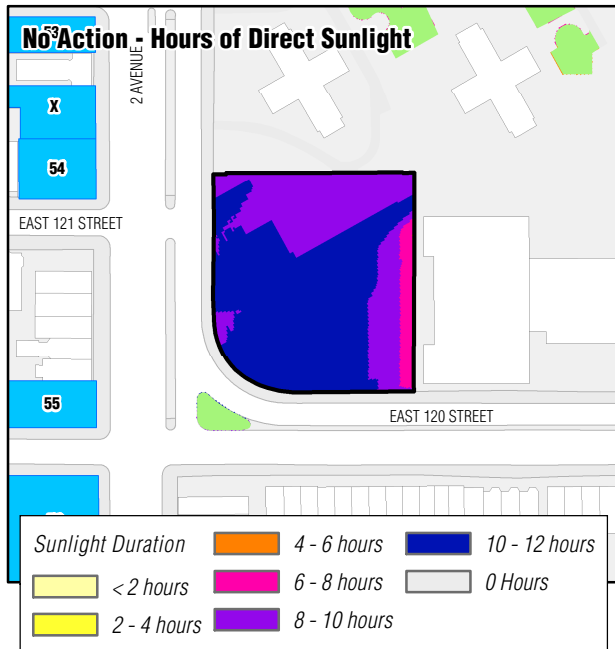 No Action - Hours of Direct Sunlight
53
2 AVENUE
X
54
EAST 121 STREET
55
EAST 120 STREET
Sunlight Duration
< 2 hours
2 - 4 hours
4 - 6 hours
6 - 8 hours
8 - 10 hours
10 - 12 hours
0 Hours